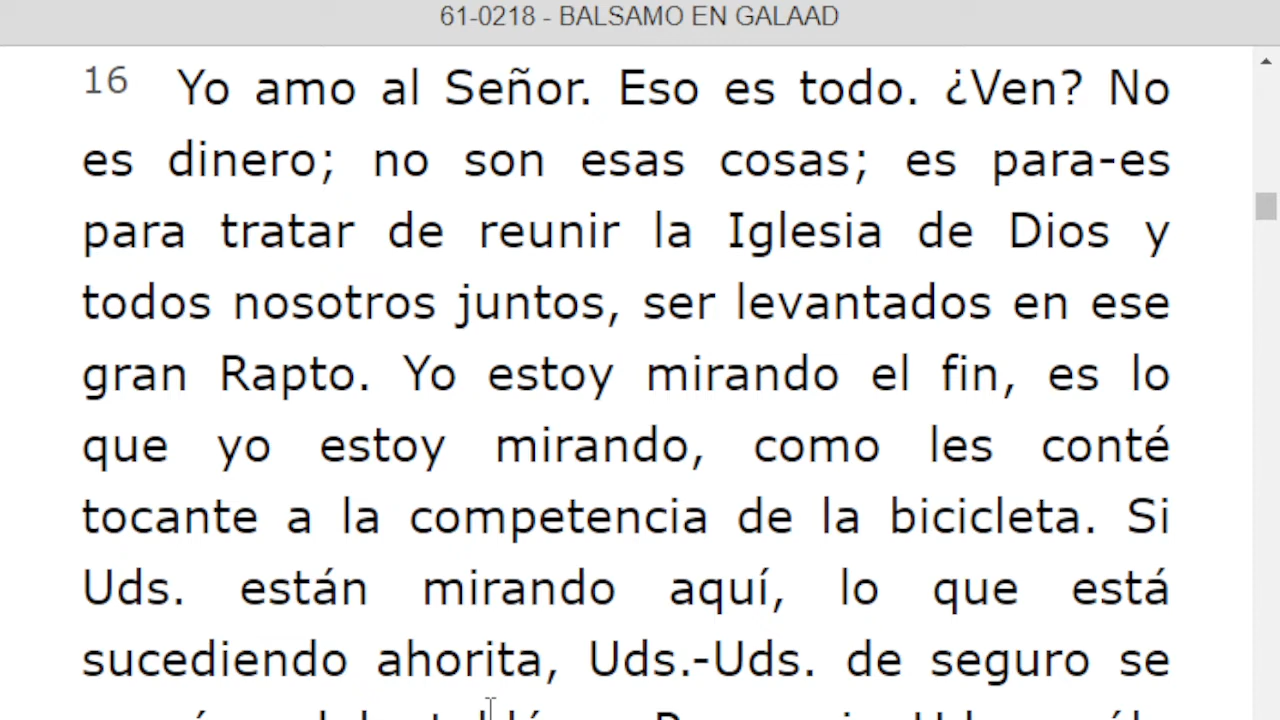 61-0218 - BALSAMO EN GALAAD
16 Yo amo al Señor. Eso es todo. ¿Ven? No
es dinero; no son esas cosas; es para-es
para tratar de reunir la Iglesia de Dios y
todos nosotros juntos, ser levantados en ese
gran Rapto. Yo estoy mirando el fin, es lo
que yo estoy mirando, como les conté
tocante a la competencia de la bicicleta. Si
Uds. están mirando aquí, lo que está
sucediendo ahorita, Uds.-Uds. de seguro se